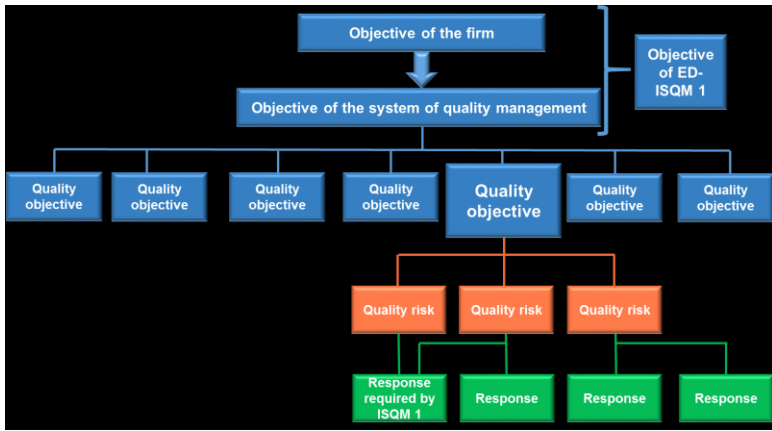 Objective of the firm
Objective
of ED-
ISQM 1
Objective of the system of quality management
Quality
objective
Quality
objective
Quality
objective
Quality
objective
Quality
objective
Quality
objective
Quality
objective
Quality risk
Quality risk
Quality risk
Response
required by
ISQM 1
Response
Response
Response